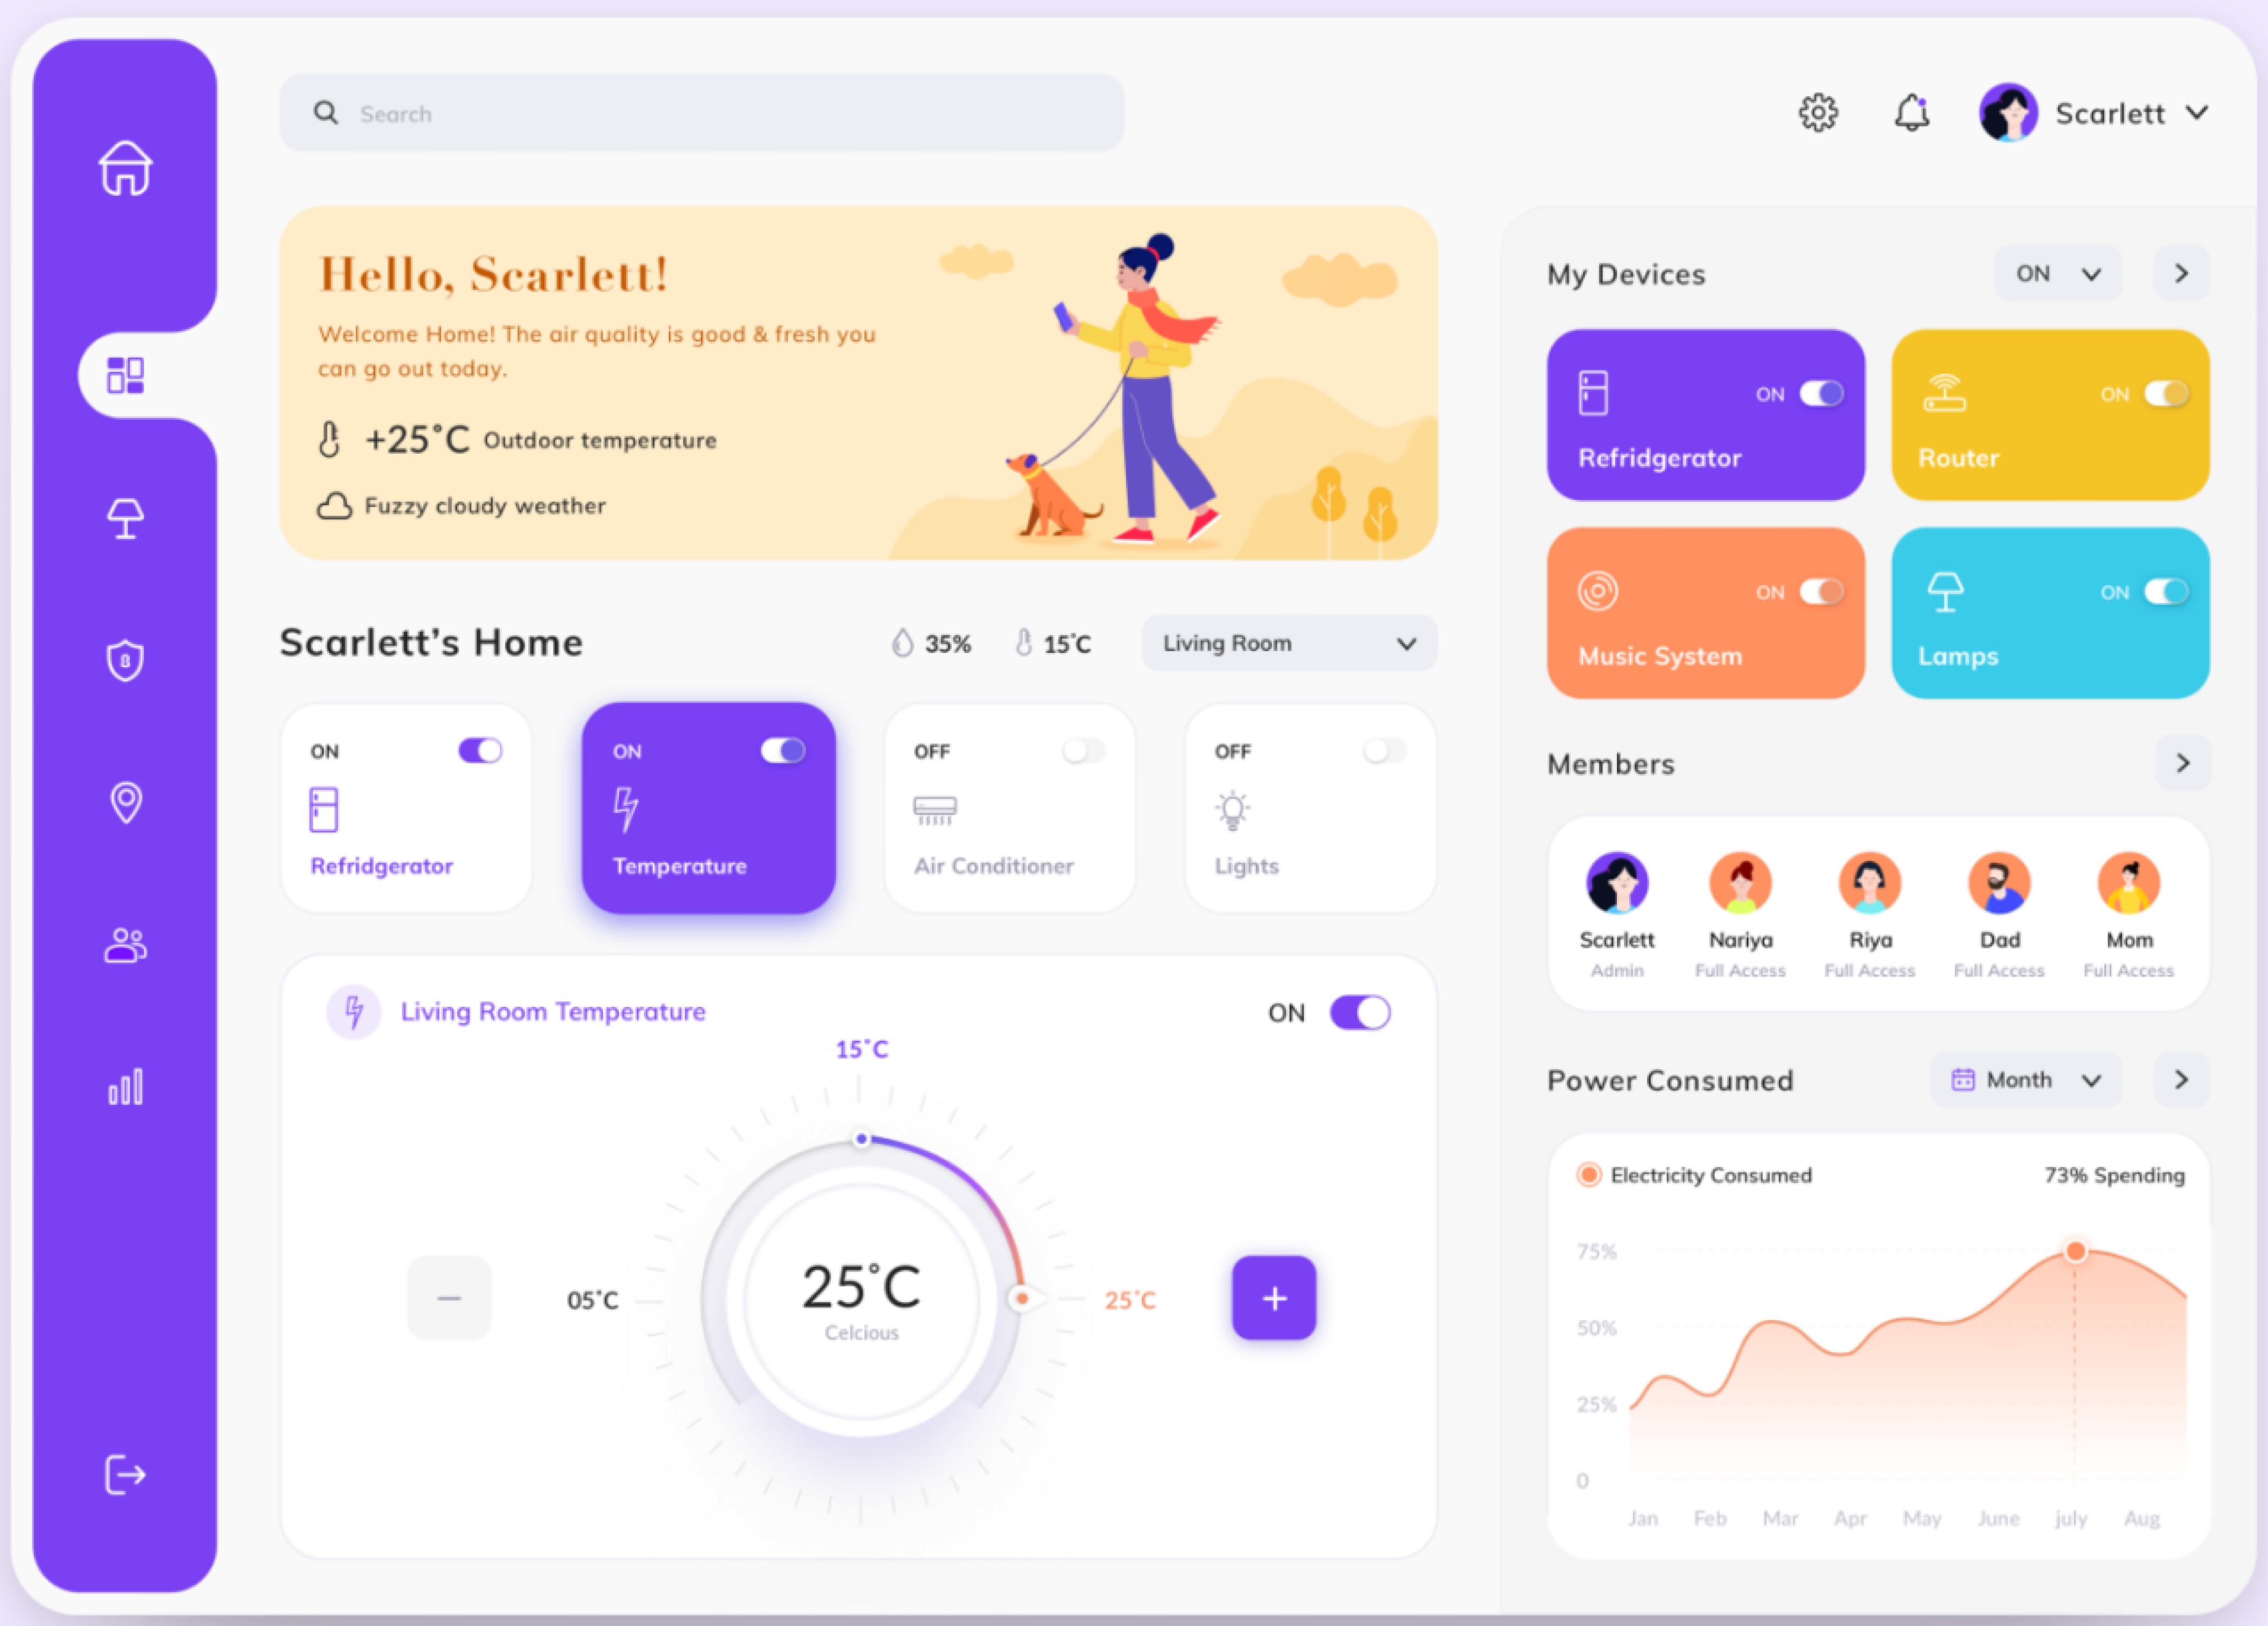 Search
Scarlett
Hello, Scarlett!
Welcome Home! The air quality is good & fresh you
can go out today.
+25°C Outdoor temperature
Fuzzy cloudy weather
Scarlett's Home
35%
15°C
Living Room
ON
Refridgerator
ON
Temperature
OFF
Air Conditioner
OFF
Lights
Living Room Temperature
ON
15°C
05°C
25°C
Celcious
25°C
My Devices
ON
ON
Refridgerator
ON
Router
ON
Music System
ON
Lamps
Members
Scarlett
Admin
Nariya
Full Access
Riya
Full Access
Dad
Full Access
Mom
Full Access
Power Consumed
Month
Electricity Consumed
73% Spending
75%
50%
25%
0
Jan Feb Mar Apr May June july Aug